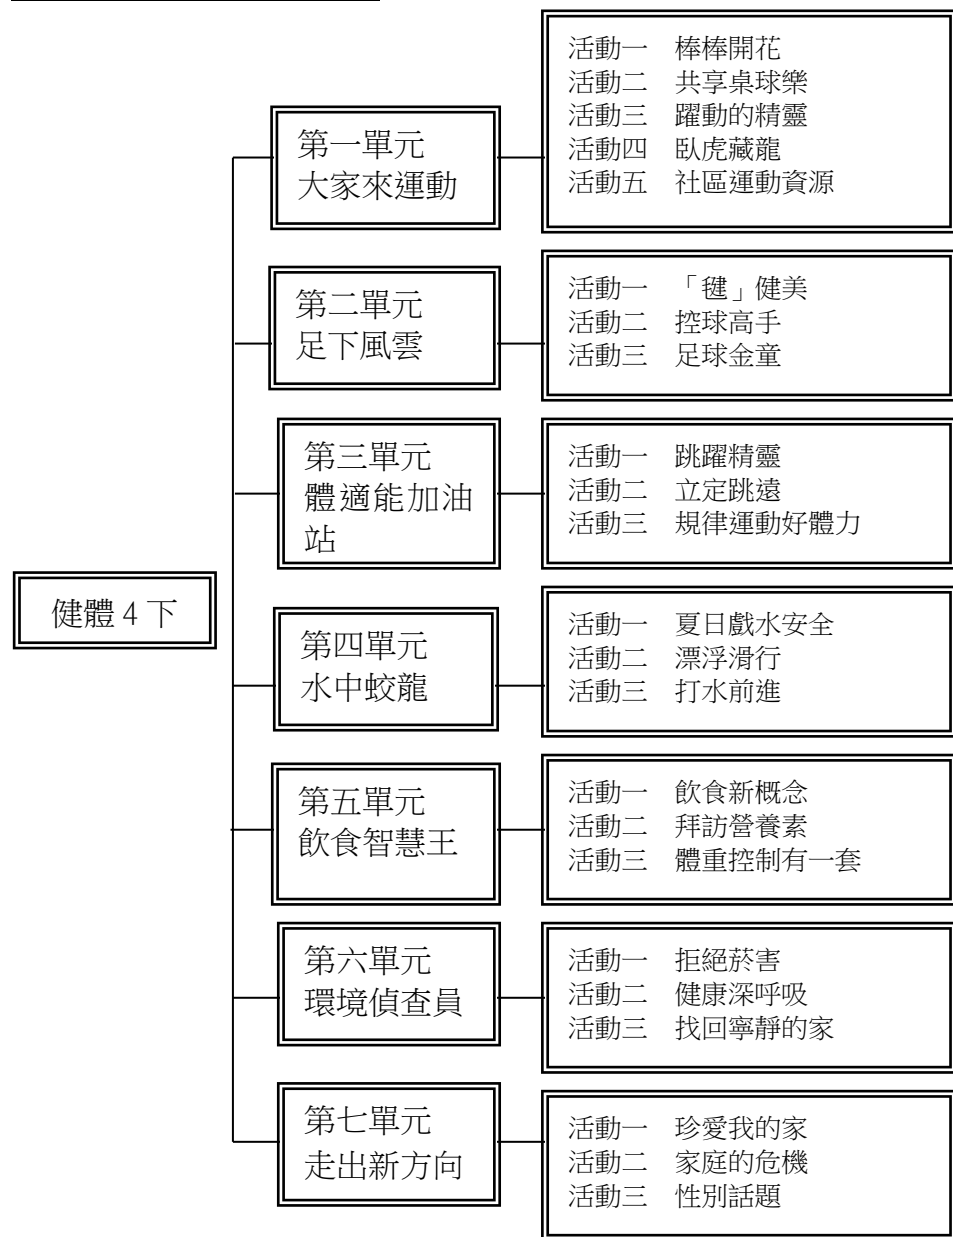 健體4下
第一單元
大家來運動
活動一　棒棒開花
活動二　共享桌球樂
活動三　躍動的精靈
活動四　臥虎藏龍
活動五　社區運動資源
第二單元
足下風雲
活動一　「毽」健美
活動二　控球高手
活動三　足球金童
第三單元
體適能加油
站
活動一　跳躍精靈
活動二　立定跳遠
活動三　規律運動好體力
第四單元
水中蛟龍
活動一　夏日戲水安全
活動二　漂浮滑行
活動三　打水前進
第五單元
飲食智慧王
活動一　飲食新概念
活動二　拜訪營養素
活動三　體重控制有一套
第六單元
環境偵查員
活動一　拒絕菸害
活動二　健康深呼吸
活動三　找回寧靜的家
第七單元
走出新方向
活動一　珍愛我的家
活動二　家庭的危機
活動三　性別話題